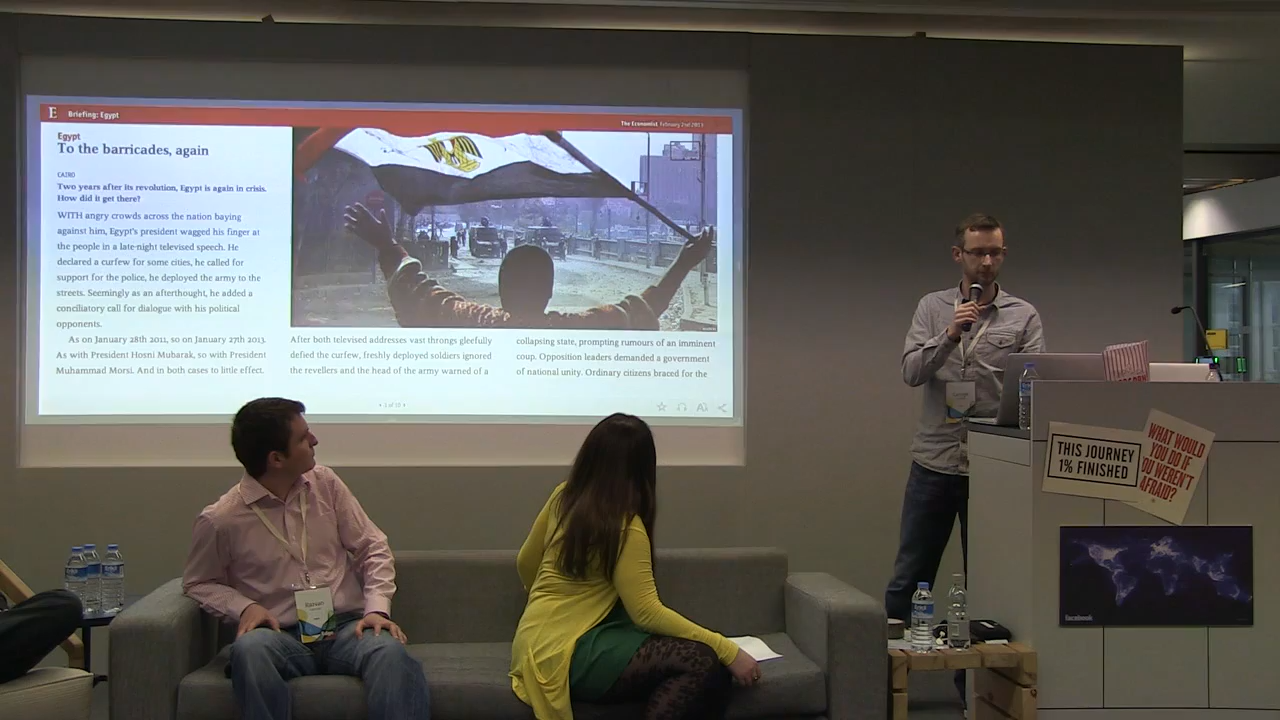 E Briefing: Egypt
The Economist February 2nd 2013
Egypt
To the barricades, again
CAIRO
Two years after its revolution, Egypt is again in crisis.
How did it get there?
WITH angry crowds across the nation baying
against him, Egypt's president wagged his finger at
the people in a late-night televised speech. He
declared a curfew for some cities, he called for
support for the police, he deployed the army to the
streets. Seemingly as an afterthought, he added a
conciliatory call for dialogue with his political
opponents.
As on January 28th 2011, so on January 27th 2013.
As with President Hosni Mubarak, so with President
Muhammad Morsi. And in both cases to little effect.
After both televised addresses vast throngs gleefully
defied the curfew, freshly deployed soldiers ignored
the revellers and the head of the army warned of a
collapsing state, prompting rumours of an imminent
coup. Opposition leaders demanded a government
of national unity. Ordinary citizens braced for the
1 of 10
THIS JOURNEY
1% FINISHED
WHAT WOULD
YOU DO IF
OU WEREN'T
AFRAID?
facebook